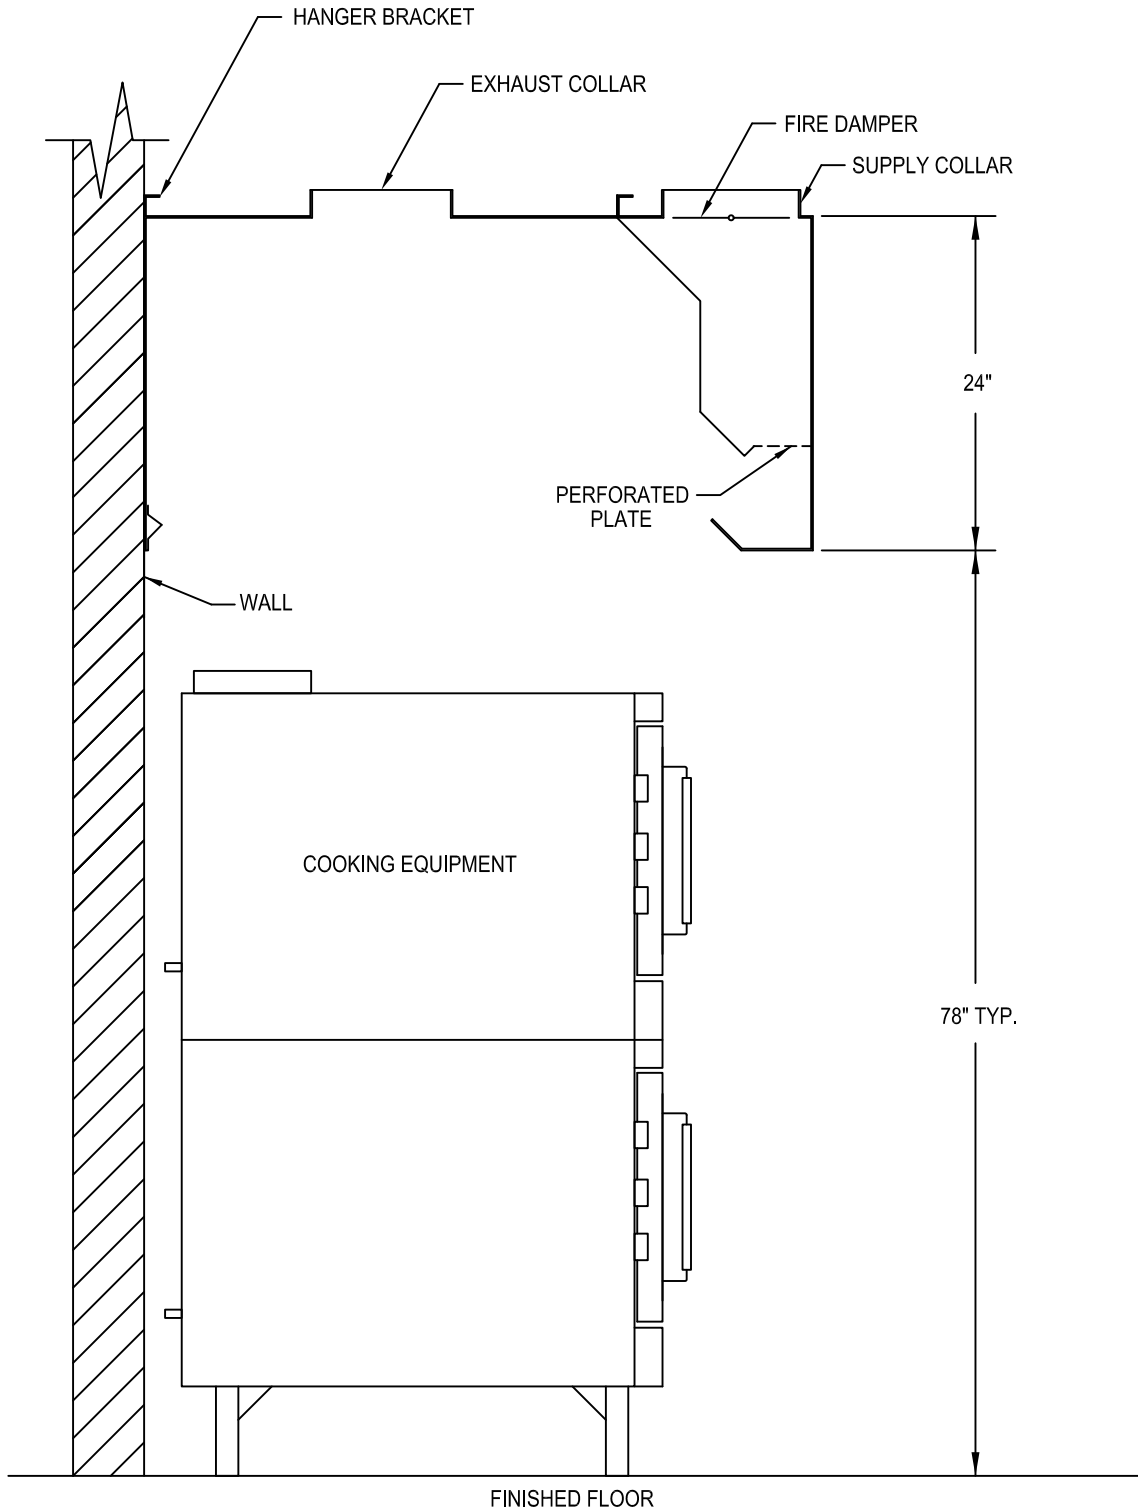 HANGER BRACKET
EXHAUST COLLAR
FIRE DAMPER
SUPPLY COLLAR
24"
PERFORATED
PLATE
WALL
COOKING EQUIPMENT
78" TYP.
FINISHED FLOOR